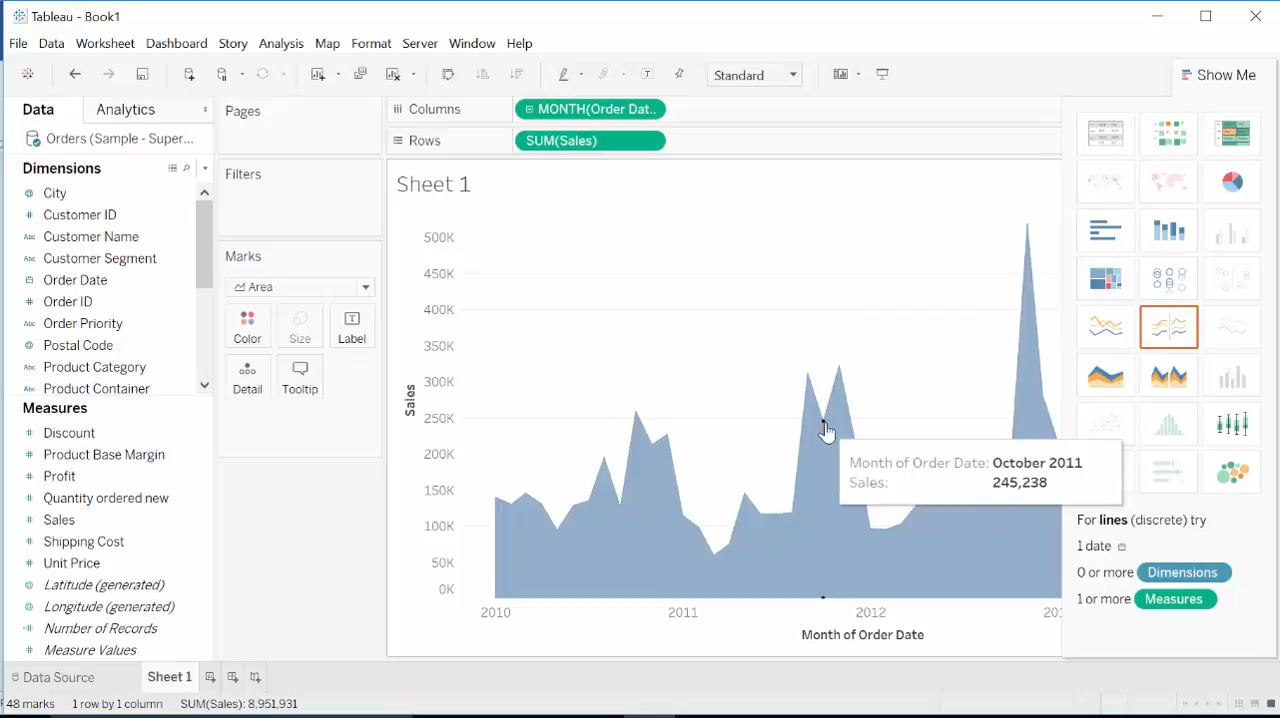 Tableau - Book1
File Data Worksheet Dashboard Story Analysis Map Format Server Window Help
Standard
Show Me
Data Analytics
Orders (Sample - Super...
Dimensions
City
Customer ID
Abc Customer Name
Abc Customer Segment
Order Date
Order ID
Abc Order Priority
Postal Code
Abc Product Category
Abc Product Container
Measures
Discount
Product Base Margin
Profit
Quantity ordered new
Sales
Shipping Cost
Unit Price
Latitude (generated)
Longitude (generated)
Number of Records
Measure Values
Pages
Filters
Marks
Area
Color Size Label
Detail Tooltip
Columns MONTH(Order Dat..
Rows SUM(Sales)
Sheet 1
500K
450K
400K
350K
300K
250K
200K
150K
100K
50K
0K
Sales
2010 2011 2012 201
Month of Order Date
Month of Order Date: October 2011
Sales: 245,238
For lines (discrete) try
1 date
0 or more Dimensions
1 or more Measures
Data Source Sheet 1
48 marks 1 row by 1 column SUM(Sales): 8,951,931